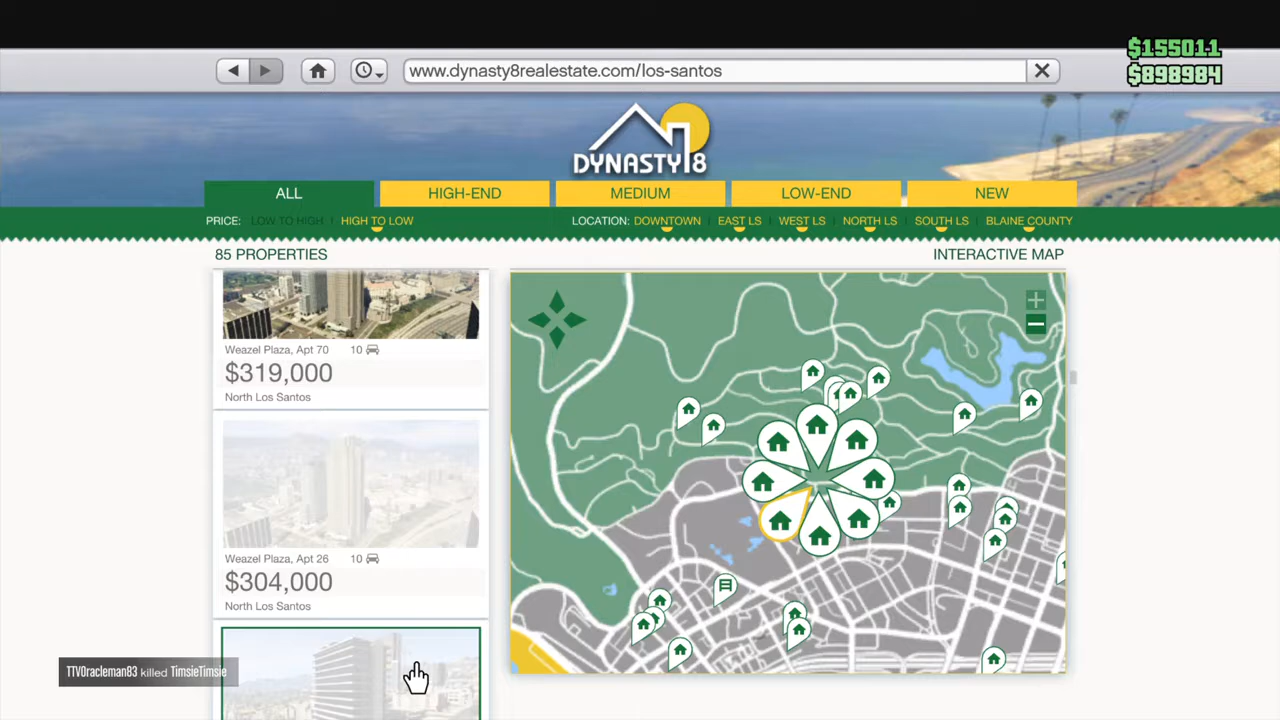 www.dynasty8realestate.com/los-santos
$155011
$898984
DYNASTY 8
ALL
HIGH-END
MEDIUM
LOW-END
NEW
PRICE: LOW TO HIGH | HIGH TO LOW
LOCATION: DOWNTOWN | EAST LS | WEST LS | NORTH LS | SOUTH LS | BLAINE COUNTY
85 PROPERTIES
INTERACTIVE MAP
Weazel Plaza, Apt 70 10
$319,000
North Los Santos
Weazel Plaza, Apt 26 10
$304,000
North Los Santos
TTVOracleman83 killed TimsieTimsie